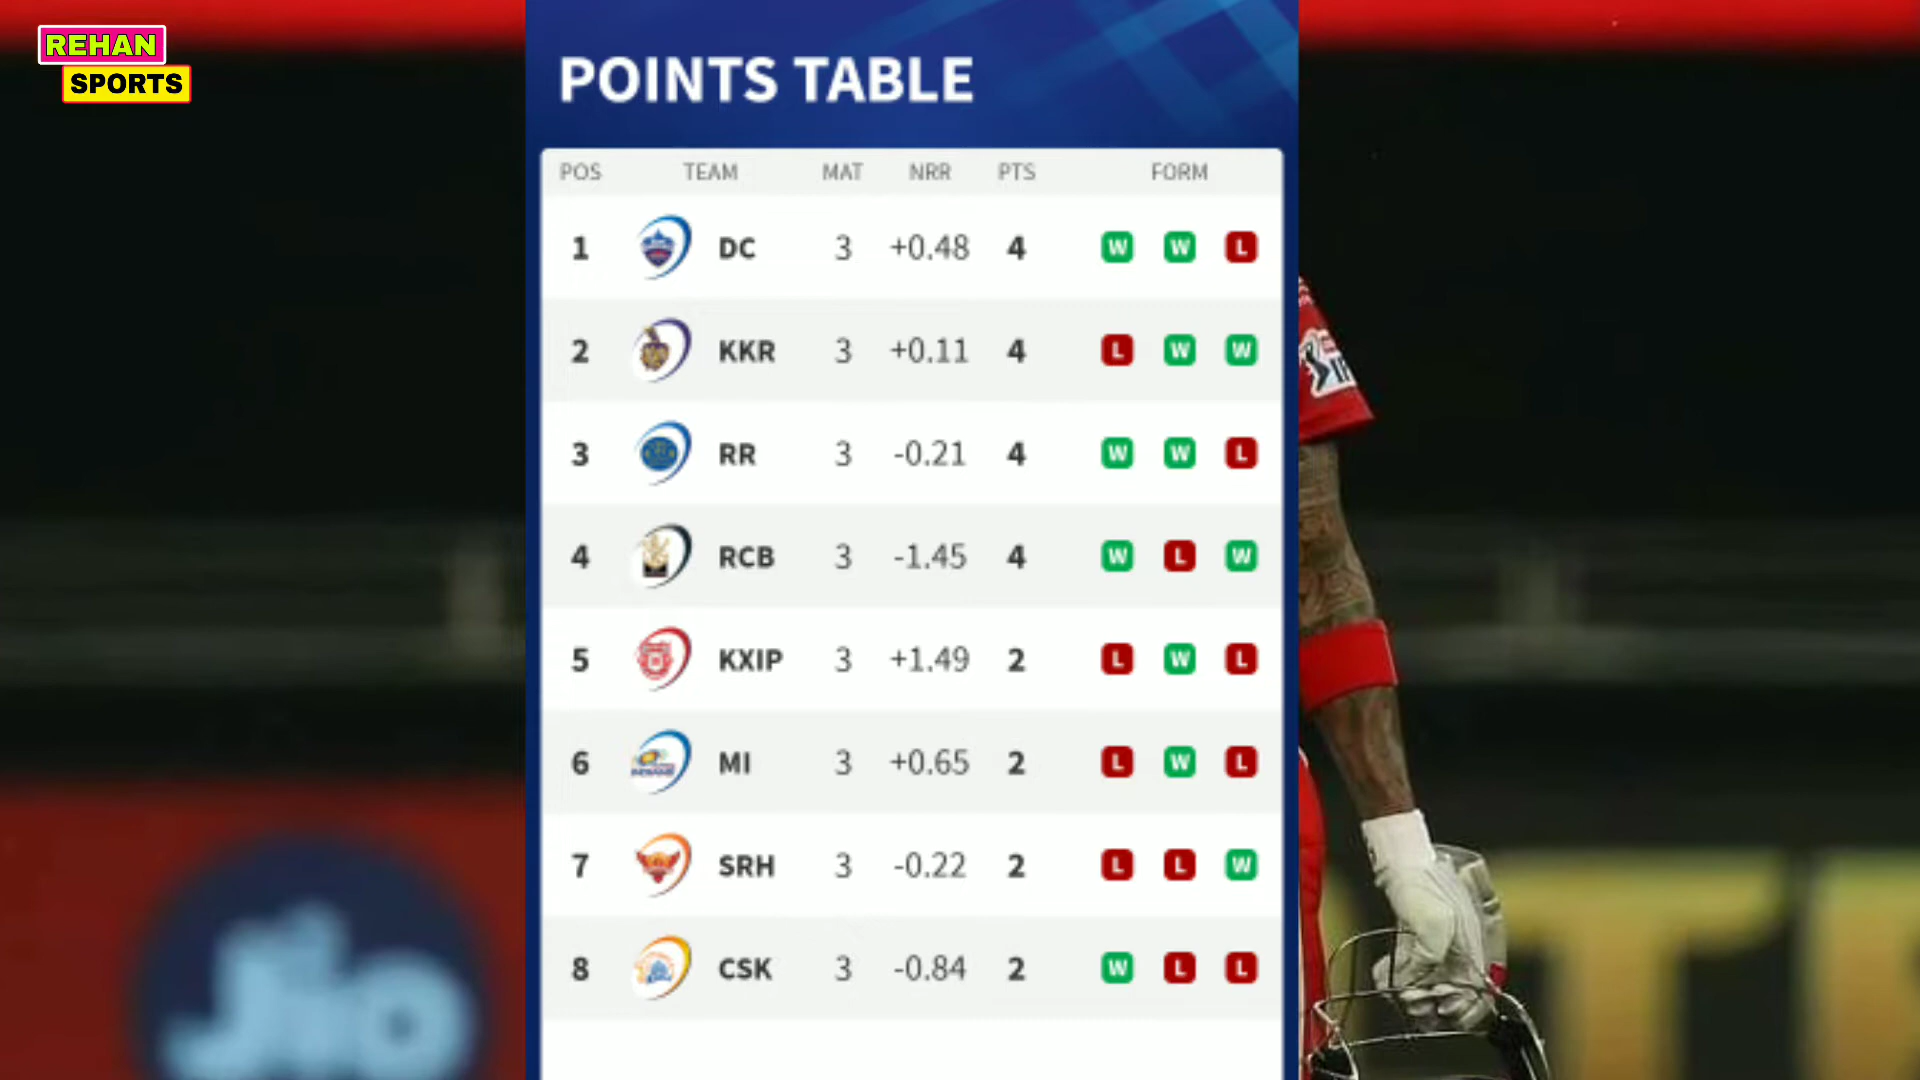 REHAN
SPORTS
POINTS TABLE
POS TEAM MAT NRR PTS FORM
1 DC 3 +0.48 4 W W L
2 KKR 3 +0.11 4 L W W
3 RR 3 -0.21 4 W W L
4 RCB 3 -1.45 4 W L W
5 KXIP 3 +1.49 2 L W L
6 MI 3 +0.65 2 L W L
7 SRH 3 -0.22 2 L L W
8 CSK 3 -0.84 2 W L L
Jio